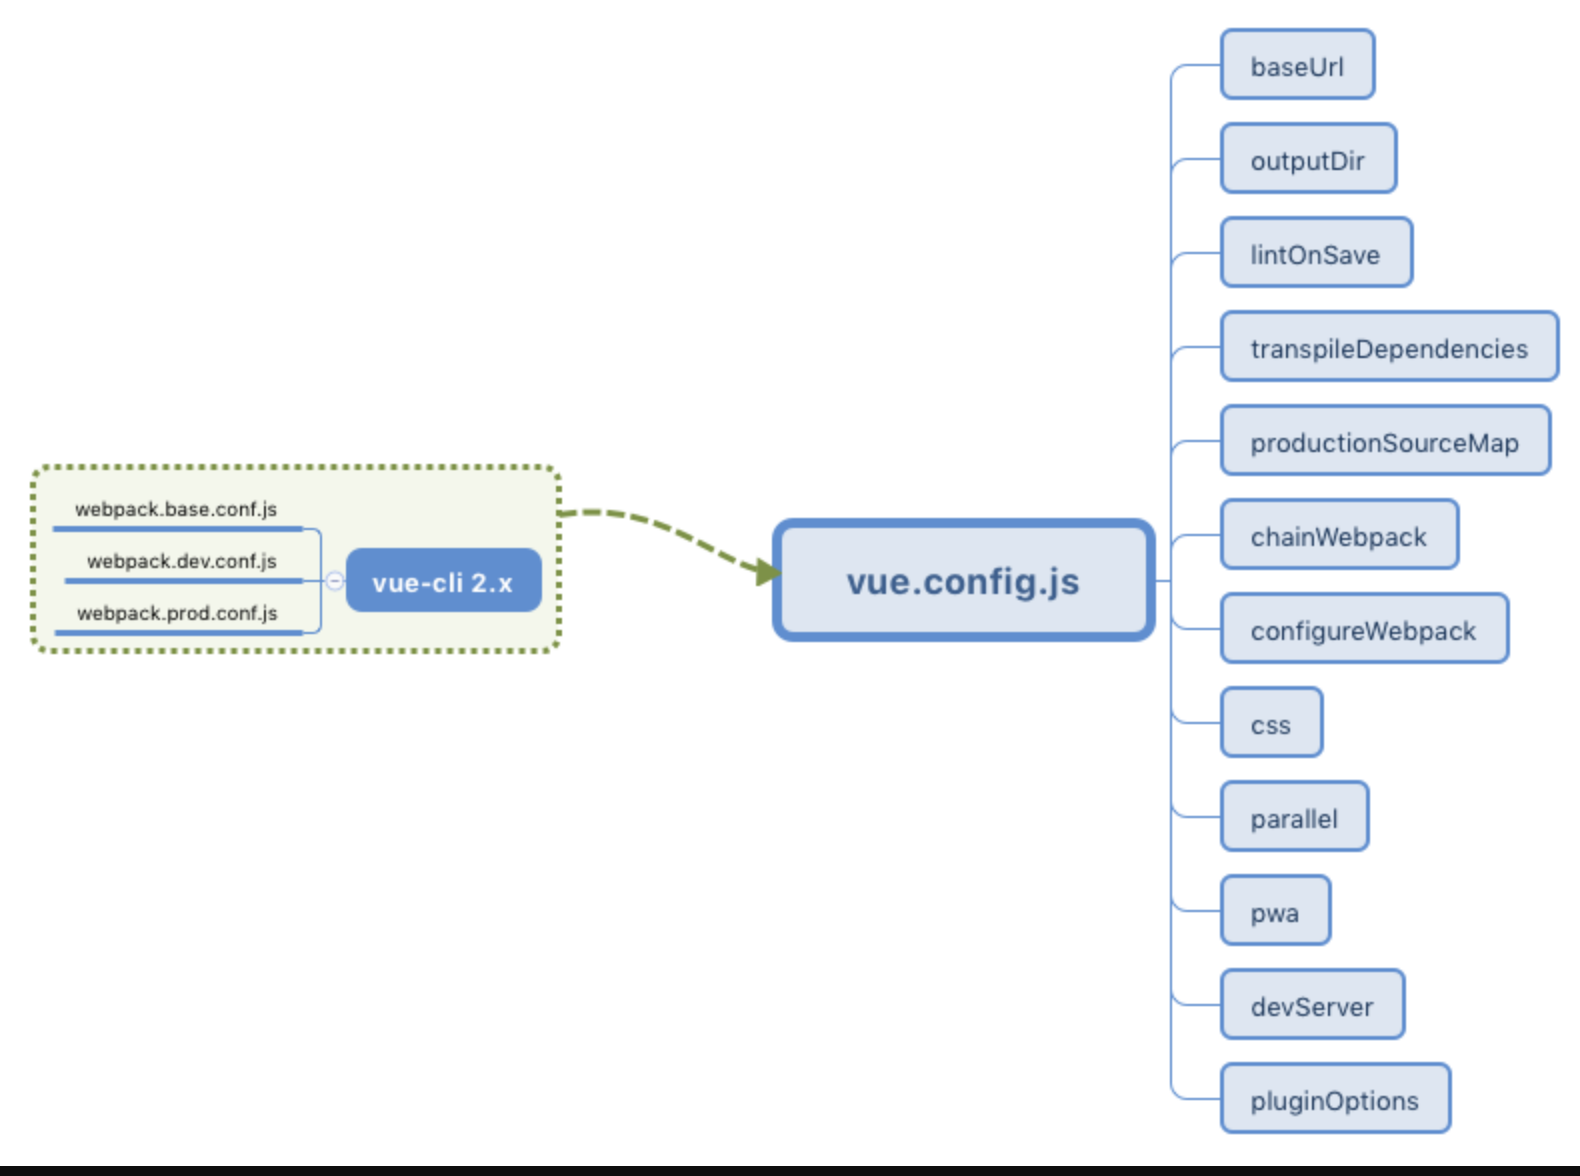 webpack.base.conf.js
webpack.dev.conf.js
webpack.prod.conf.js
vue-cli 2.x
vue.config.js
baseUrl
outputDir
lintOnSave
transpileDependencies
productionSourceMap
chainWebpack
configureWebpack
css
parallel
pwa
devServer
pluginOptions